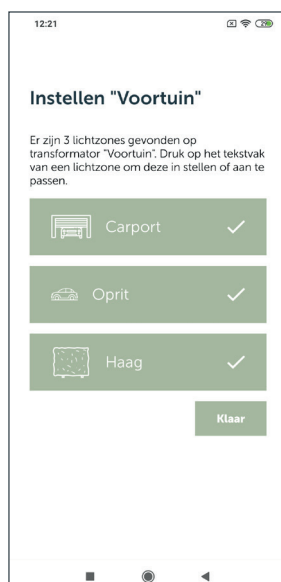 12:21
Instellen "Voortuin"
Er zijn 3 lichtzones gevonden op
transformator "Voortuin". Druk op het tekstvak
van een lichtzone om deze in stellen of aan te
passen.
Carport
Oprit
Haag
Klaar